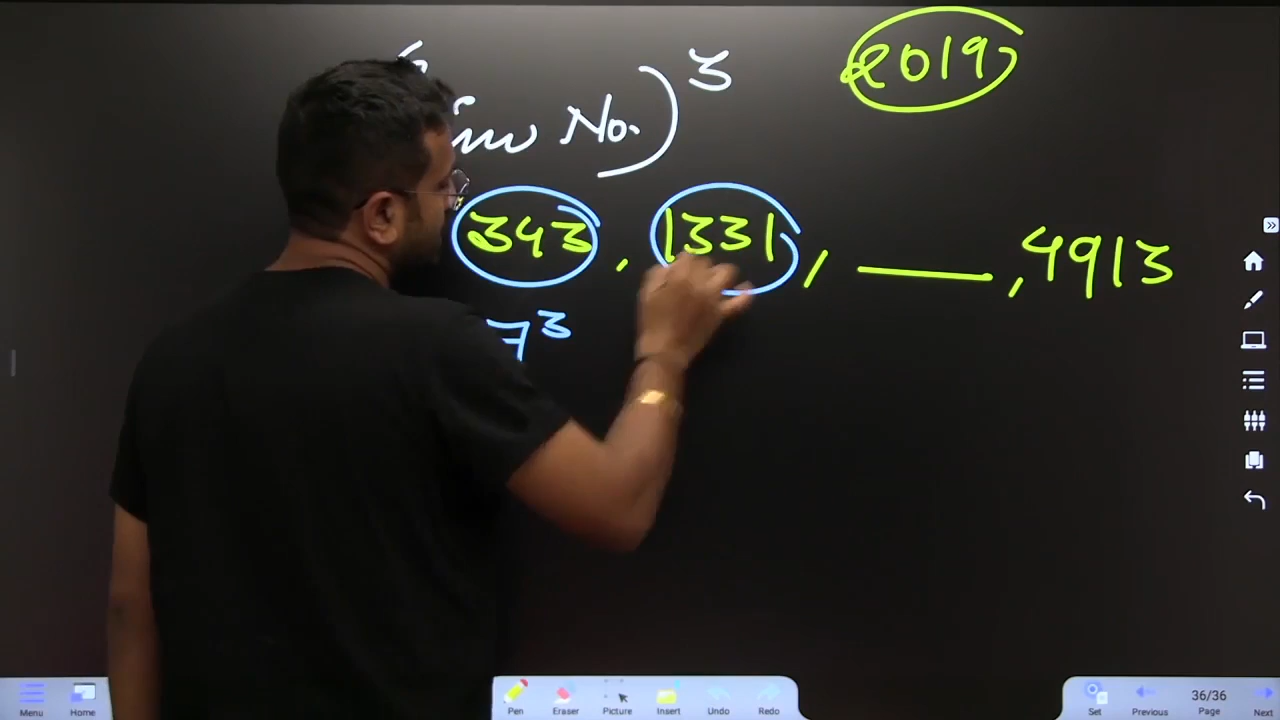 2019
No.)³
343, 1331, ____, 4913
7³
Menu Home Pen Eraser Picture Insert Undo Redo Set Previous 36/36 Page Next